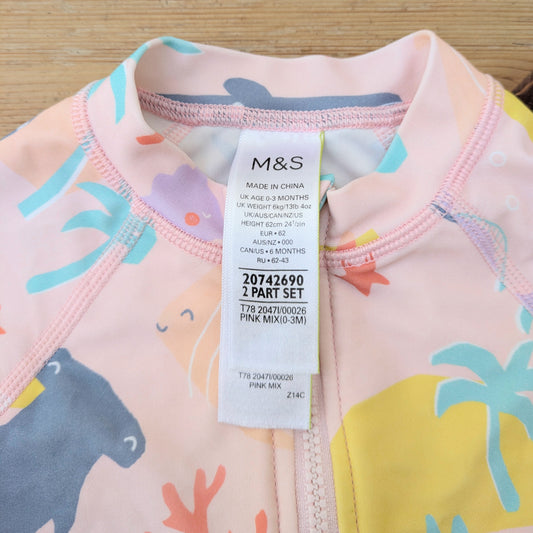 M&S
MADE IN CHINA
UK AGE 0-3 MONTHS
UK WEIGHT 6kg/13lb 4oz
UK/AUS/CAN/NZ/US
HEIGHT 62cm 24½in
EUR • 62
AUS/NZ • 000
CAN/US • 6 MONTHS
RU • 62-43
20742690
2 PART SET
T78 2047I/00026
PINK MIX(0-3M)
T78 2047I/00026
PINK MIX
Z14C